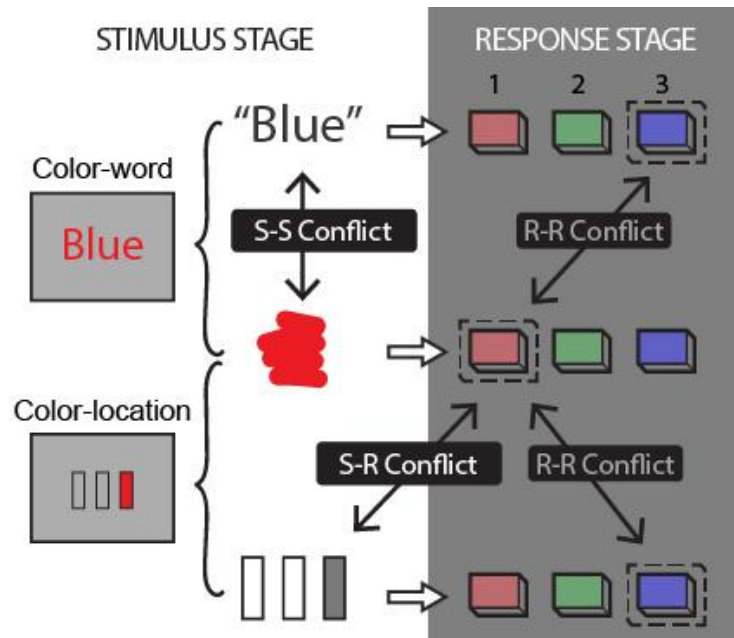 STIMULUS STAGE
RESPONSE STAGE
1 2 3
Color-word
Blue
"Blue"
S-S Conflict
R-R Conflict
Color-location
S-R Conflict
R-R Conflict